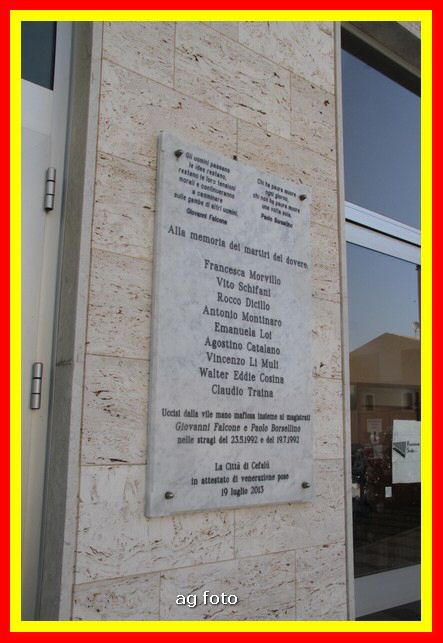 Gli uomini passano
le idee restano,
restano le loro tensioni
morali e continueranno
a camminare
sulle gambe di altri uomini.
Giovanni Falcone
Chi ha paura muore
ogni giorno,
chi non ha paura muore
una volta sola.
Paolo Borsellino
Alla memoria dei martiri del dovere
Francesca Morvillo
Vito Schifani
Rocco Dicillo
Antonio Montinaro
Emanuela Loi
Agostino Catalano
Vincenzo Li Muli
Walter Eddie Cosina
Claudio Traina
Uccisi dalla vile mano mafiosa insieme ai magistrati
Giovanni Falcone e Paolo Borsellino
nelle stragi del 23.5.1992 e del 19.7.1992
La Città di Cefalù
in attestato di venerazione pose
19 luglio 2013
ag foto